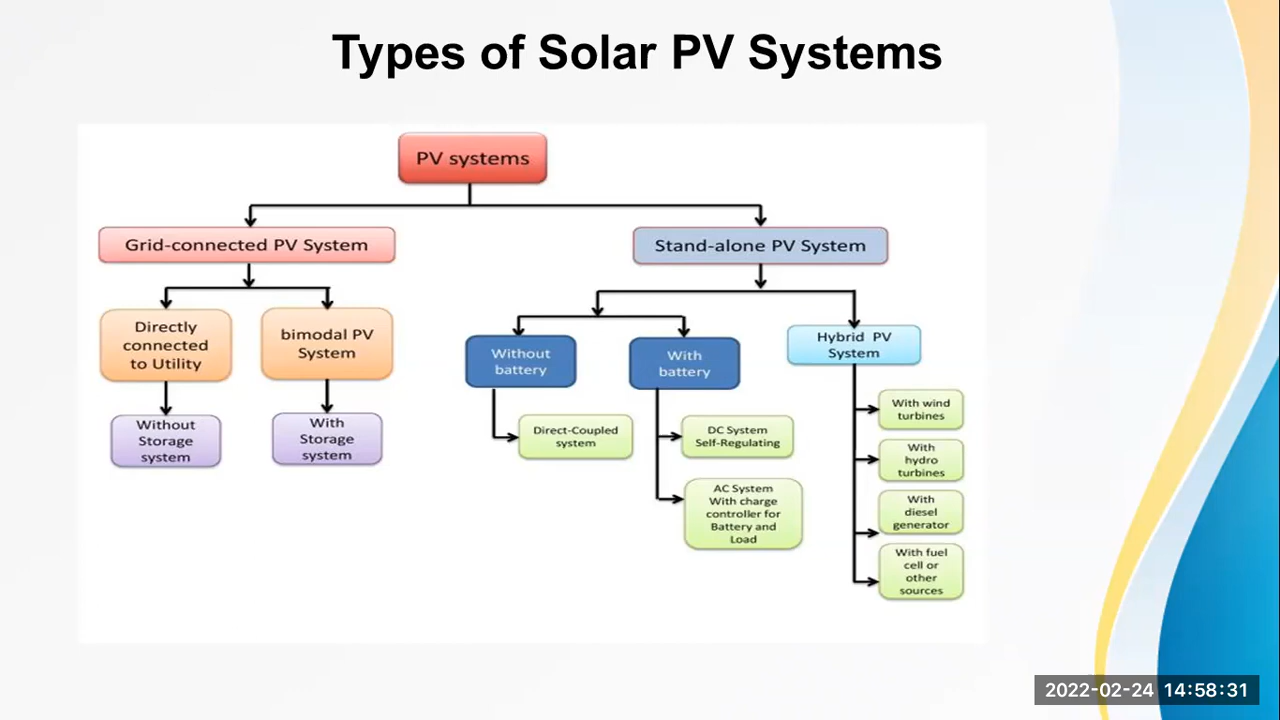 Types of Solar PV Systems
PV systems
Grid-connected PV System
Stand-alone PV System
Directly
connected
to Utility
bimodal PV
System
Without
battery
With
battery
Hybrid PV
System
Without
Storage
system
With
Storage
system
Direct-Coupled
system
DC System
Self-Regulating
AC System
With charge
controller for
Battery and
Load
With wind
turbines
With
hydro
turbines
With
diesel
generator
With fuel
cell or
other
sources
2022-02-24 14:58:31